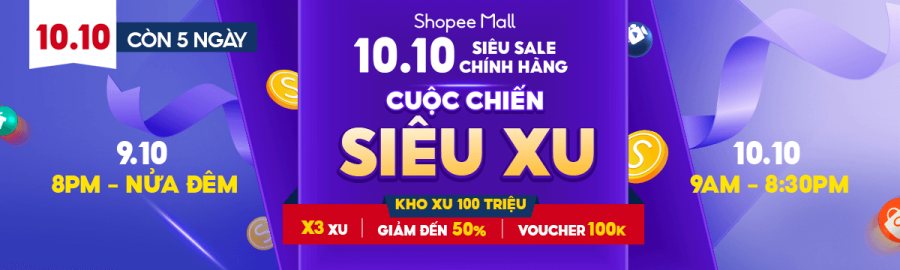 10.10 CÒN 5 NGÀY
Shopee Mall
10.10 SIÊU SALE
CHÍNH HÀNG
CUỘC CHIẾN
SIÊU XU
9.10
8PM - NỬA ĐÊM
10.10
9AM - 8:30PM
KHO XU 100 TRIỆU
X3 XU GIẢM ĐẾN 50% VOUCHER 100K